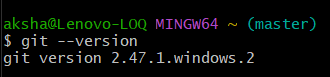 aksha@Lenovo-LOQ MINGW64 ~ (master)
$ git --version
git version 2.47.1.windows.2